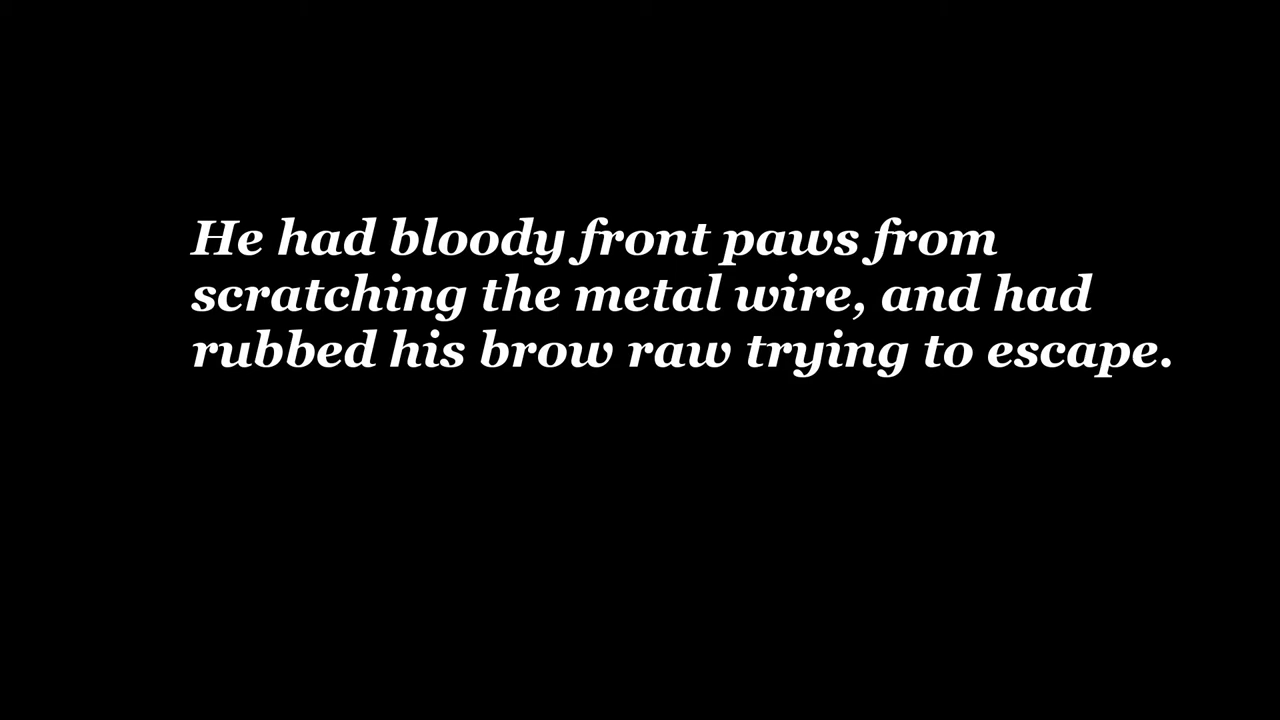 He had bloody front paws from
scratching the metal wire, and had
rubbed his brow raw trying to escape.